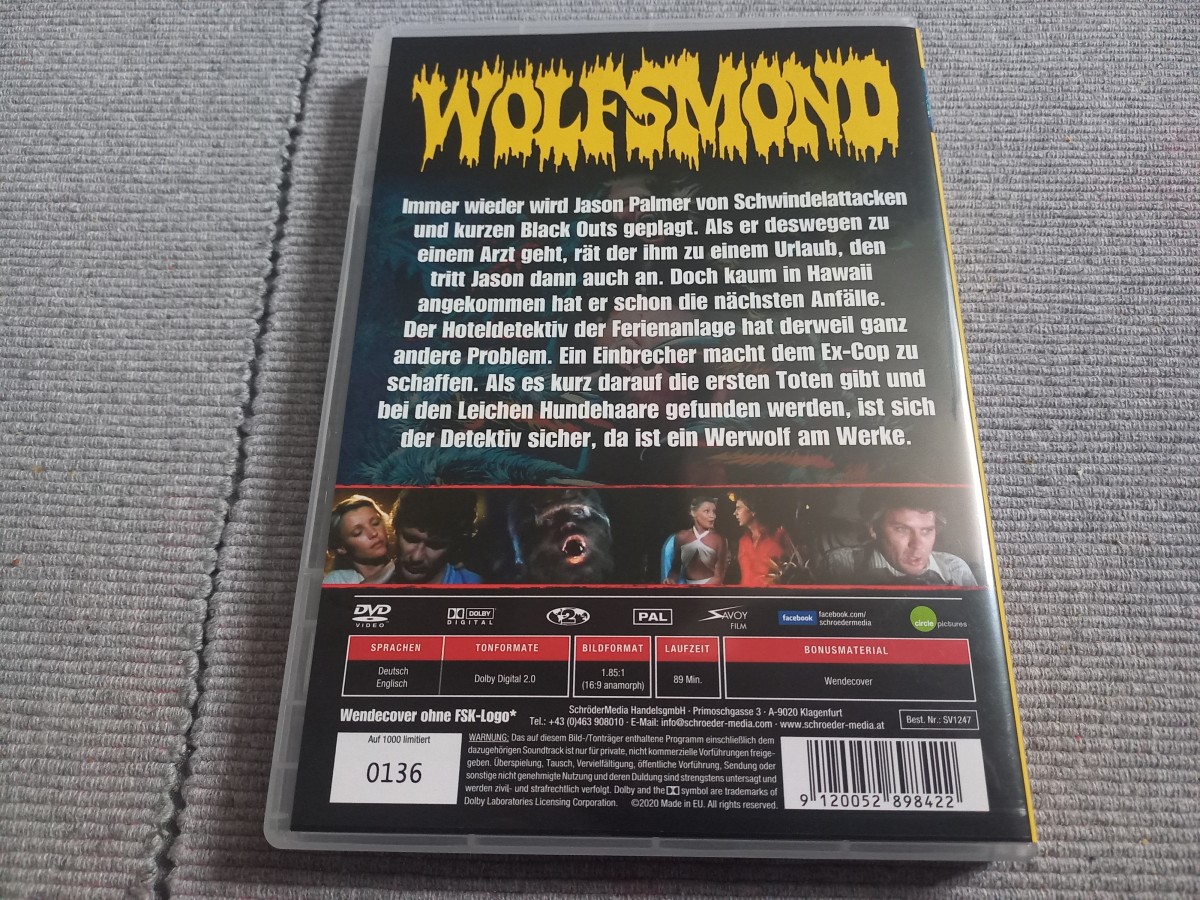 WOLFSMOND
Immer wieder wird Jason Palmer von Schwindelattacken
und kurzen Black Outs geplagt. Als er deswegen zu
einem Arzt geht, rät der ihm zu einem Urlaub, den
tritt Jason dann auch an. Doch kaum in Hawaii
angekommen hat er schon die nächsten Anfälle.
Der Hoteldetektiv der Ferienanlage hat derweil ganz
andere Problem. Ein Einbrecher macht dem Ex-Cop zu
schaffen. Als es kurz darauf die ersten Toten gibt und
bei den Leichen Hundehaare gefunden werden, ist sich
der Detektiv sicher, da ist ein Werwolf am Werke.
DVD
VIDEO
DOLBY
DIGITAL
2
PAL
SAVOY
FILM
facebook
facebook.com/
schroedermedia
circle pictures
SPRACHEN
Deutsch
Englisch
TONFORMATE
Dolby Digital 2.0
BILDFORMAT
1.85:1
(16:9 anamorph)
LAUFZEIT
89 Min.
BONUSMATERIAL
Wendecover
Wendecover ohne FSK-Logo*
SchröderMedia HandelsgmbH · Primoschgasse 3 · A-9020 Klagenfurt
Tel.: +43 (0)463 908010 · E-Mail: info@schroeder-media.com · www.schroeder-media.at
Best. Nr.: SV1247
Auf 1000 limitiert
0136
WARNUNG: Das auf diesem Bild-/Tonträger enthaltene Programm einschließlich dem
dazugehörigen Soundtrack ist nur für private, nicht kommerzielle Vorführungen freige-
geben. Überspielung, Tausch, Vervielfältigung, öffentliche Vorführung, Sendung oder
sonstige nicht genehmigte Nutzung und deren Duldung sind strengstens untersagt und
werden zivil- und strafrechtlich verfolgt. Dolby and the symbol are trademarks of
Dolby Laboratories Licensing Corporation. ©2020 Made in EU. All rights reserved.
9 120052 898422